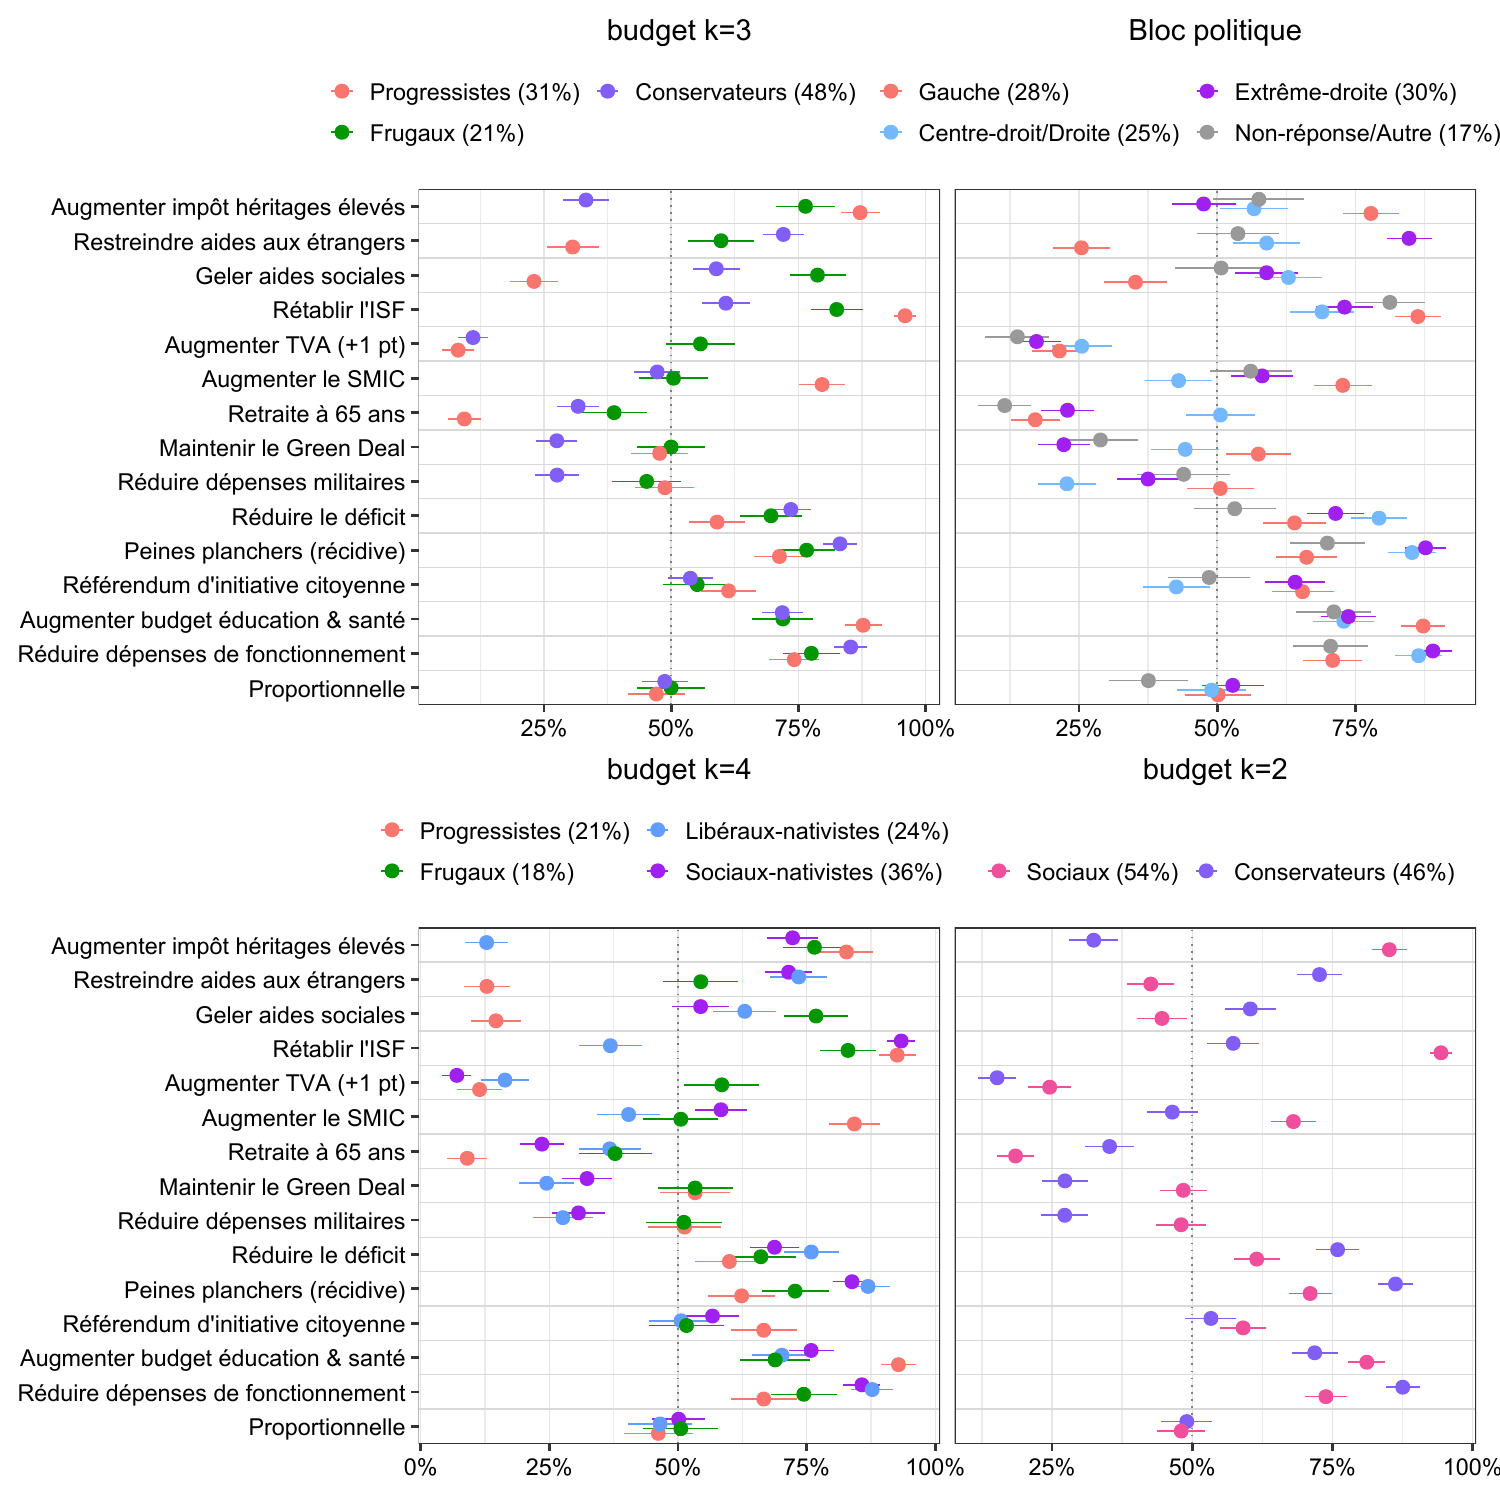 budget k=3
Bloc politique
Progressistes (31%) Conservateurs (48%) Gauche (28%) Extrême-droite (30%)
Frugaux (21%) Centre-droit/Droite (25%) Non-réponse/Autre (17%)
Augmenter impôt héritages élevés
Restreindre aides aux étrangers
Geler aides sociales
Rétablir l'ISF
Augmenter TVA (+1 pt)
Augmenter le SMIC
Retraite à 65 ans
Maintenir le Green Deal
Réduire dépenses militaires
Réduire le déficit
Peines planchers (récidive)
Référendum d'initiative citoyenne
Augmenter budget éducation & santé
Réduire dépenses de fonctionnement
Proportionnelle
25% 50% 75% 100% 25% 50% 75%
budget k=4
budget k=2
Progressistes (21%) Libéraux-nativistes (24%)
Frugaux (18%) Sociaux-nativistes (36%) Sociaux (54%) Conservateurs (46%)
Augmenter impôt héritages élevés
Restreindre aides aux étrangers
Geler aides sociales
Rétablir l'ISF
Augmenter TVA (+1 pt)
Augmenter le SMIC
Retraite à 65 ans
Maintenir le Green Deal
Réduire dépenses militaires
Réduire le déficit
Peines planchers (récidive)
Référendum d'initiative citoyenne
Augmenter budget éducation & santé
Réduire dépenses de fonctionnement
Proportionnelle
0% 25% 50% 75% 100% 25% 50% 75% 100%